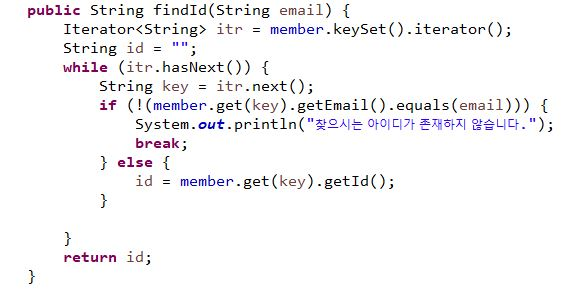 public String findId(String email) {
    Iterator<String> itr = member.keySet().iterator();
    String id = "";
    while (itr.hasNext()) {
        String key = itr.next();
        if (!(member.get(key).getEmail().equals(email))) {
            System.out.println("찾으시는 아이디가 존재하지 않습니다.");
            break;
        } else {
            id = member.get(key).getId();
        }

    }
    return id;
}